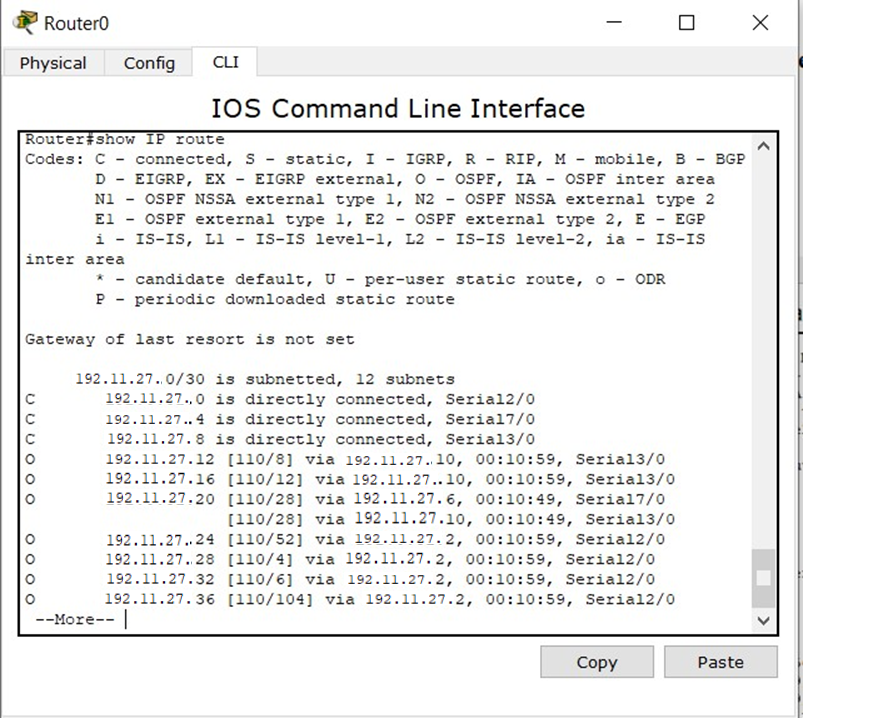 Router0
Physical Config CLI
IOS Command Line Interface
Router#show IP route
Codes: C - connected, S - static, I - IGRP, R - RIP, M - mobile, B - BGP
D - EIGRP, EX - EIGRP external, O - OSPF, IA - OSPF inter area
N1 - OSPF NSSA external type 1, N2 - OSPF NSSA external type 2
E1 - OSPF external type 1, E2 - OSPF external type 2, E - EGP
i - IS-IS, L1 - IS-IS level-1, L2 - IS-IS level-2, ia - IS-IS
inter area
* - candidate default, U - per-user static route, o - ODR
P - periodic downloaded static route
Gateway of last resort is not set
192.11.27..0/30 is subnetted, 12 subnets
C 192.11.27..0 is directly connected, Serial2/0
C 192.11.27..4 is directly connected, Serial7/0
C 192.11.27.8 is directly connected, Serial3/0
O 192.11.27.12 [110/8] via 192.11.27..10, 00:10:59, Serial3/0
O 192.11.27.16 [110/12] via 192.11.27..10, 00:10:59, Serial3/0
O 192.11.27.20 [110/28] via 192.11.27.6, 00:10:49, Serial7/0
[110/28] via 192.11.27.10, 00:10:49, Serial3/0
O 192.11.27..24 [110/52] via 192.11.27..2, 00:10:59, Serial2/0
O 192.11.27..28 [110/4] via 192.11.27.2, 00:10:59, Serial2/0
O 192.11.27.32 [110/6] via 192.11.27.2, 00:10:59, Serial2/0
O 192.11.27.36 [110/104] via 192.11.27.2, 00:10:59, Serial2/0
--More--
Copy Paste